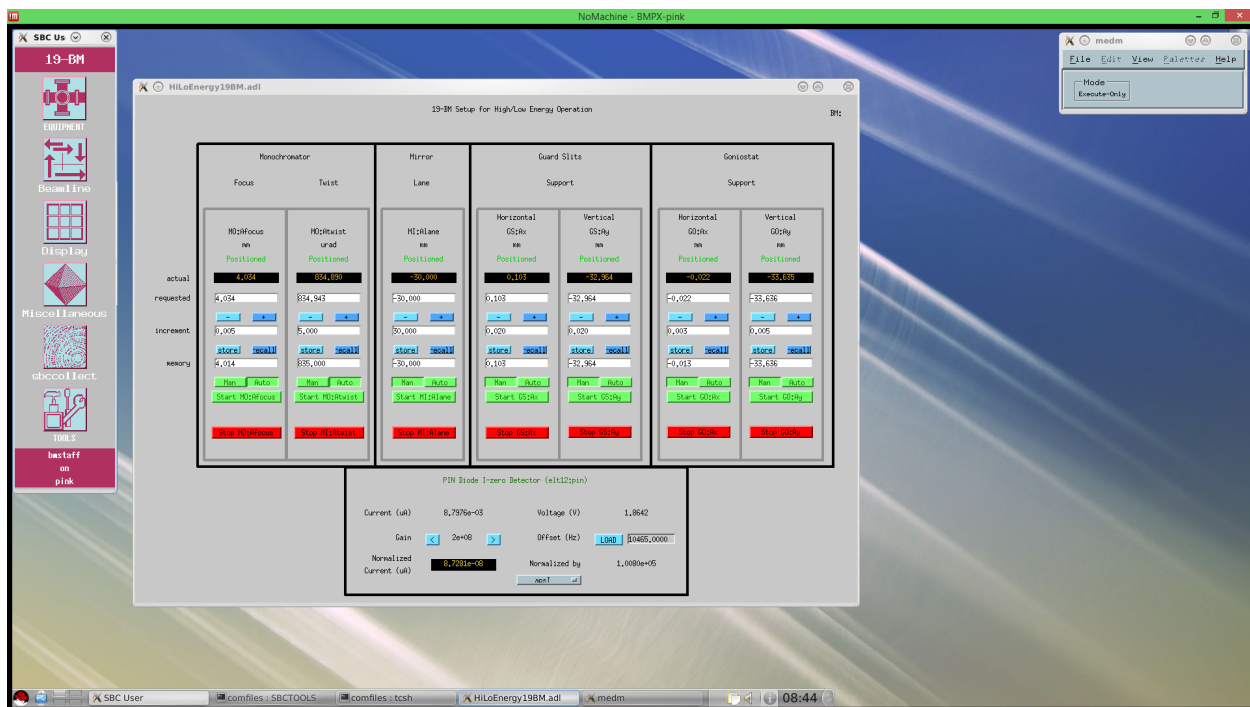 NoMachine - BMPX-pink
SBC Us
19-BM
EQUIPMENT
Beamline
Display
Miscellaneous
sbccollect
TOOLS
bmstaff
on
pink
medm
File Edit View Palettes Help
Mode
Execute-Only
HiLoEnergy19BM.adl
19-BM Setup for High/Low Energy Operation
BM:
Monochromator Mirror Guard Slits Goniostat
Focus Twist Lane Support Support
Horizontal Vertical Horizontal Vertical
MO:Afocus MO:Atwist MI:Alane GS:Ax GS:Ay GO:Ax GO:Ay
mm urad mm mm mm mm mm
Positioned Positioned Positioned Positioned Positioned Positioned Positioned
actual 4.034 834.890 -30.000 0.103 -32.964 -0.022 -33.635
requested 4.034 834.943 -30.000 0.103 -32.964 -0.022 -33.636
- + - + - + - + - + - + - +
increment 0.005 5.000 30.000 0.020 0.020 0.003 0.005
store recall store recall store recall store recall store recall store recall store recall
memory 4.014 835.000 -30.000 0.103 -32.964 -0.013 -33.636
Man Auto Man Auto Man Auto Man Auto Man Auto Man Auto Man Auto
Start MO:Afocus Start MO:Atwist Start MI:Alane Start GS:Ax Start GS:Ay Start GO:Ax Start GO:Ay
Stop MO:Afocus Stop MI:Atwist Stop MI:Alane Stop GS:Ax Stop GS:Ay Stop GO:Ax Stop GO:Ay
PIN Diode I-zero Detector (elt12:pin)
Current (uA) 8.7976e-03 Voltage (V) 1.8642
Gain < 2e+08 > Offset (Hz) LOAD 10465.0000
Normalized
Current (uA) 8.7281e-08 Normalized by 1.0080e+05
SBC User comfiles : SBCTOOLS comfiles : tcsh HiLoEnergy19BM.adl medm 08:44